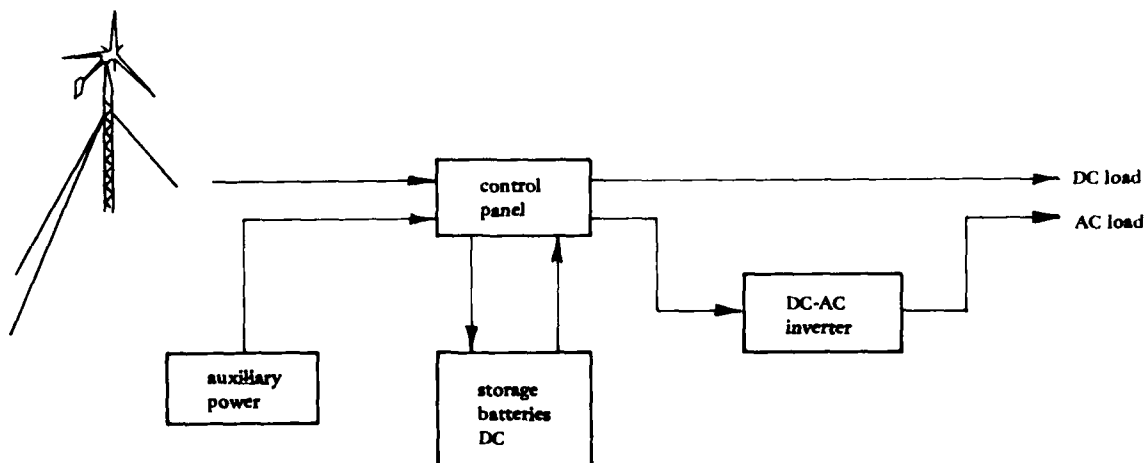 control
panel
DC load
AC load
DC-AC
inverter
auxiliary
power
storage
batteries
DC